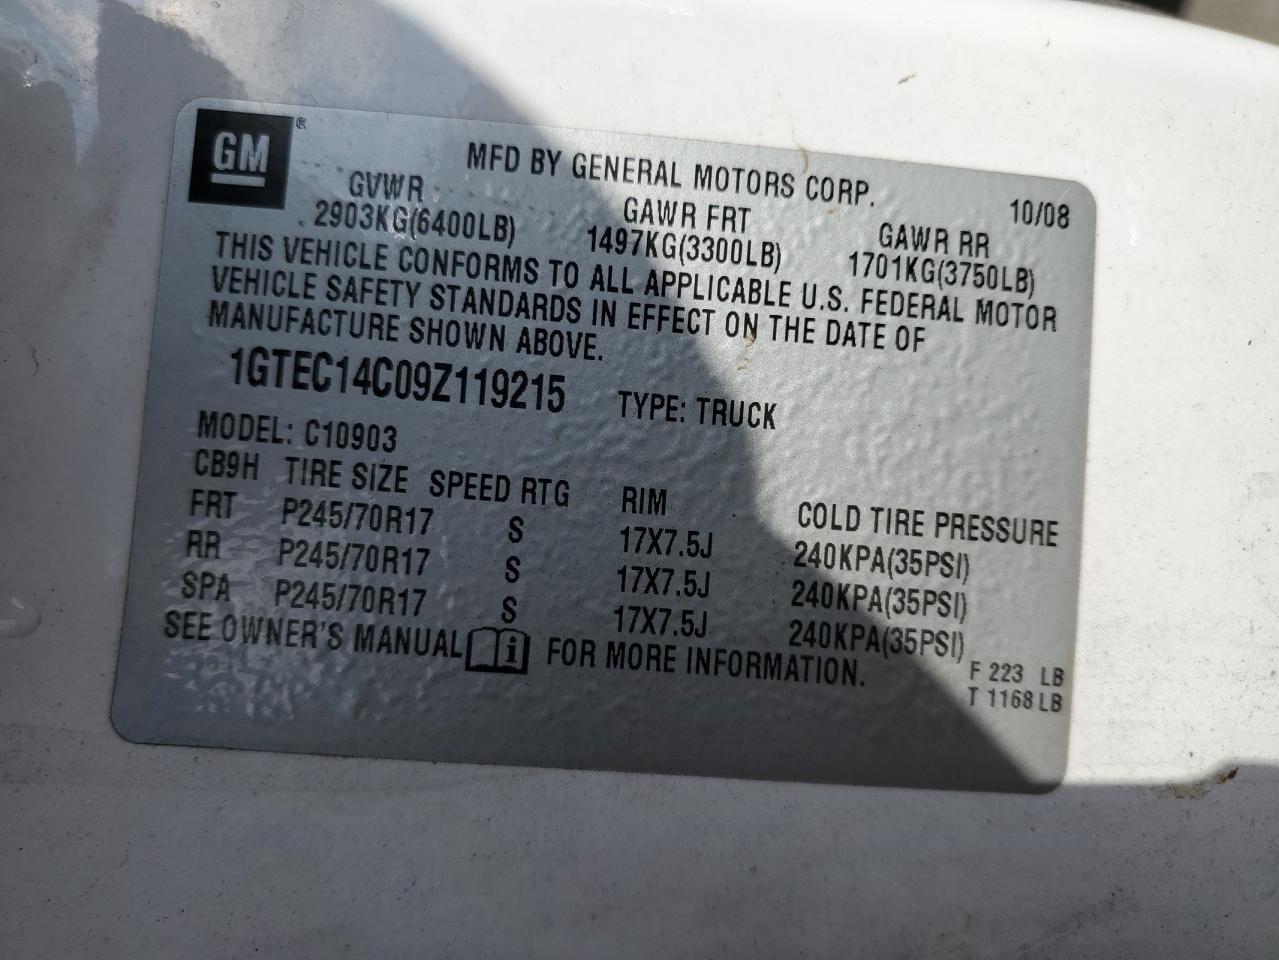 GM ®
MFD BY GENERAL MOTORS CORP.
10/08
GVWR GAWR FRT GAWR RR
2903KG(6400LB) 1497KG(3300LB) 1701KG(3750LB)
THIS VEHICLE CONFORMS TO ALL APPLICABLE U.S. FEDERAL MOTOR
VEHICLE SAFETY STANDARDS IN EFFECT ON THE DATE OF
MANUFACTURE SHOWN ABOVE.
1GTEC14C09Z119215 TYPE: TRUCK
MODEL: C10903
CB9H TIRE SIZE SPEED RTG RIM COLD TIRE PRESSURE
FRT P245/70R17 S 17X7.5J 240KPA(35PSI)
RR P245/70R17 S 17X7.5J 240KPA(35PSI)
SPA P245/70R17 S 17X7.5J 240KPA(35PSI)
SEE OWNER'S MANUAL i FOR MORE INFORMATION.
F 223 LB
T 1168 LB